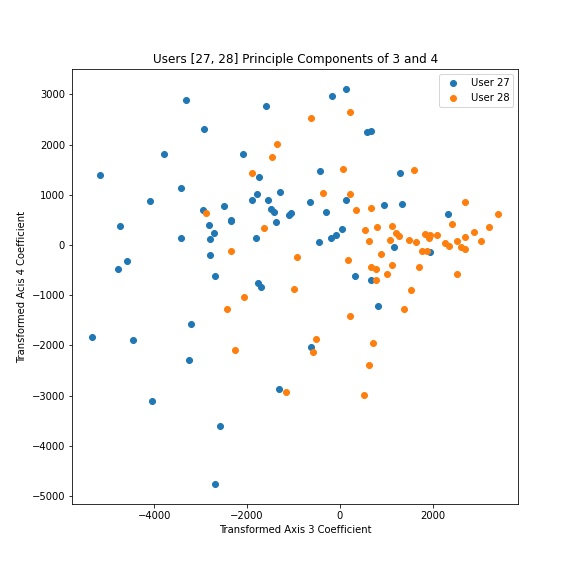 Users [27, 28] Principle Components of 3 and 4
User 27
User 28
3000
2000
1000
0
−1000
−2000
−3000
−4000
−5000
Transformed Acis 4 Coefficient
−4000
−2000
0
2000
Transformed Axis 3 Coefficient